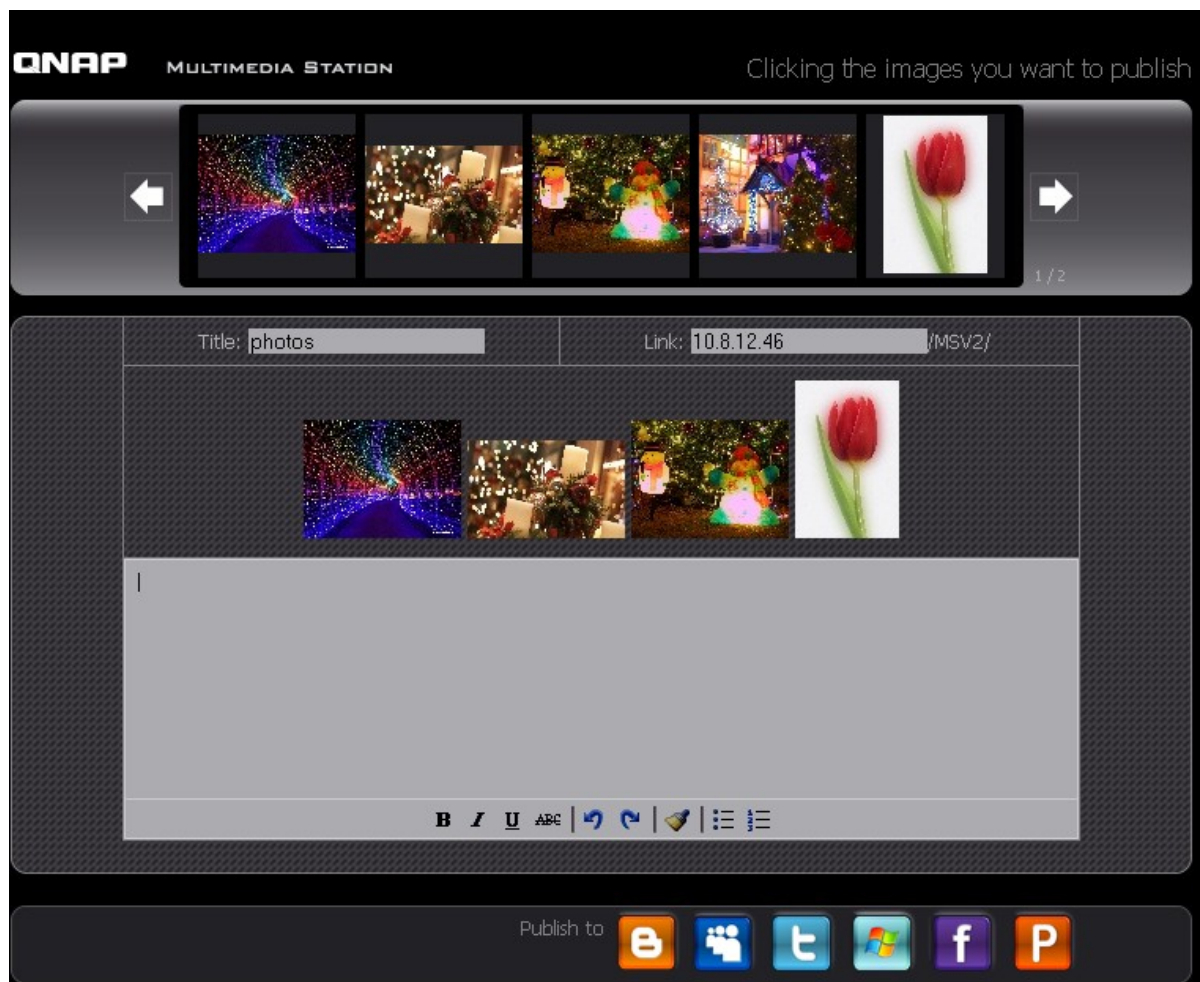 QNAP MULTIMEDIA STATION
Clicking the images you want to publish
1/2
Title: photos
Link: 10.8.12.46 /MSV2/
B I U ABC
Publish to
B t f P